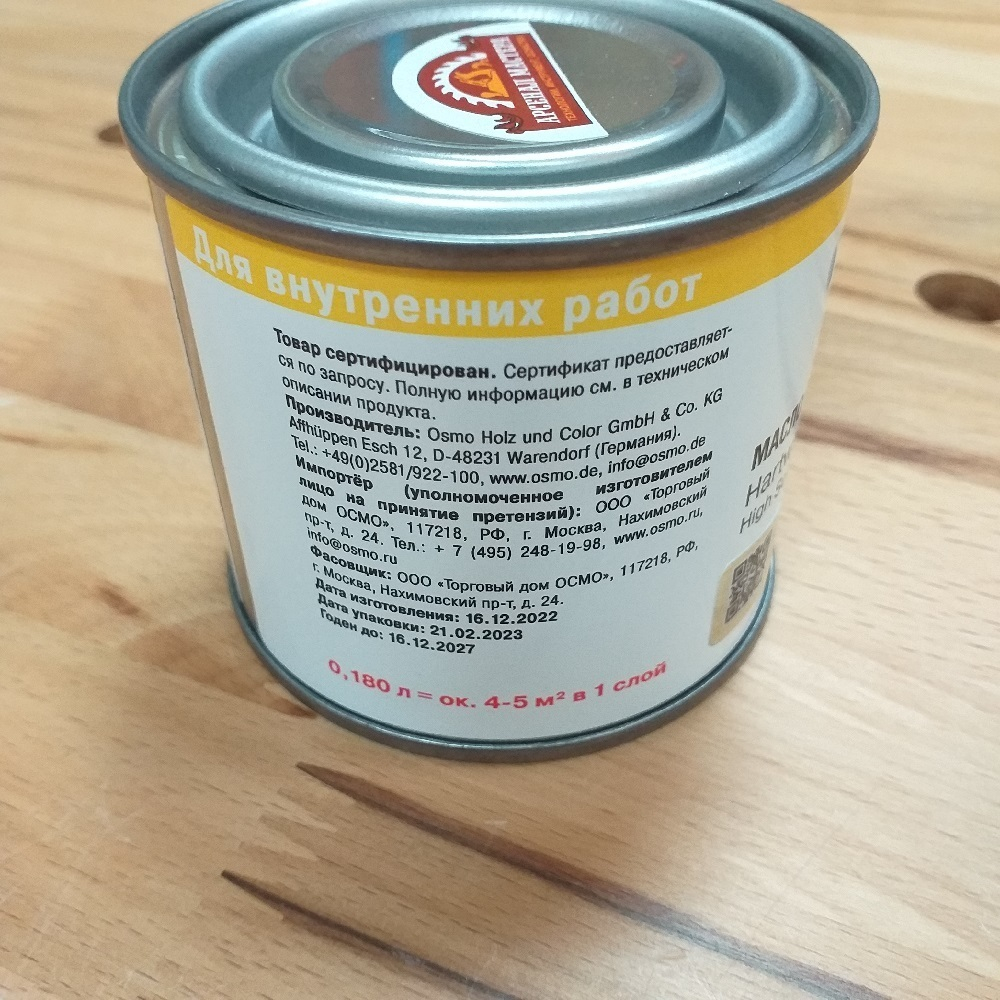 АРСЕНАЛ МАСТЕРА
Для внутренних работ
Товар сертифицирован. Сертификат предоставляет-
ся по запросу. Полную информацию см. в техническом
описании продукта.
Производитель: Osmo Holz und Color GmbH & Co. KG
Affhüppen Esch 12, D-48231 Warendorf (Германия).
Tel.: +49(0)2581/922-100, www.osmo.de, info@osmo.de
Импортёр (уполномоченное изготовителем
лицо на принятие претензий): ООО «Торговый
дом ОСМО», 117218, РФ, г. Москва, Нахимовский
пр-т, д. 24. Тел.: + 7 (495) 248-19-98, www.osmo.ru,
info@osmo.ru
Фасовщик: ООО «Торговый дом ОСМО», 117218, РФ,
г. Москва, Нахимовский пр-т, д. 24.
Дата изготовления: 16.12.2022
Дата упаковки: 21.02.2023
Годен до: 16.12.2027
0,180 л = ок. 4-5 м² в 1 слой
High